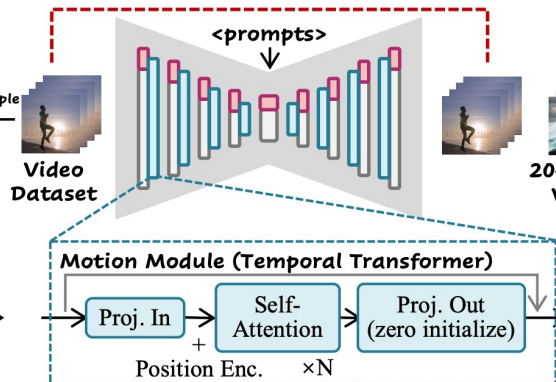 <prompts>
ple
Video
Dataset
20
Motion Module (Temporal Transformer)
Proj. In
Self-
Attention
Proj. Out
(zero initialize)
+
Position Enc.
×N